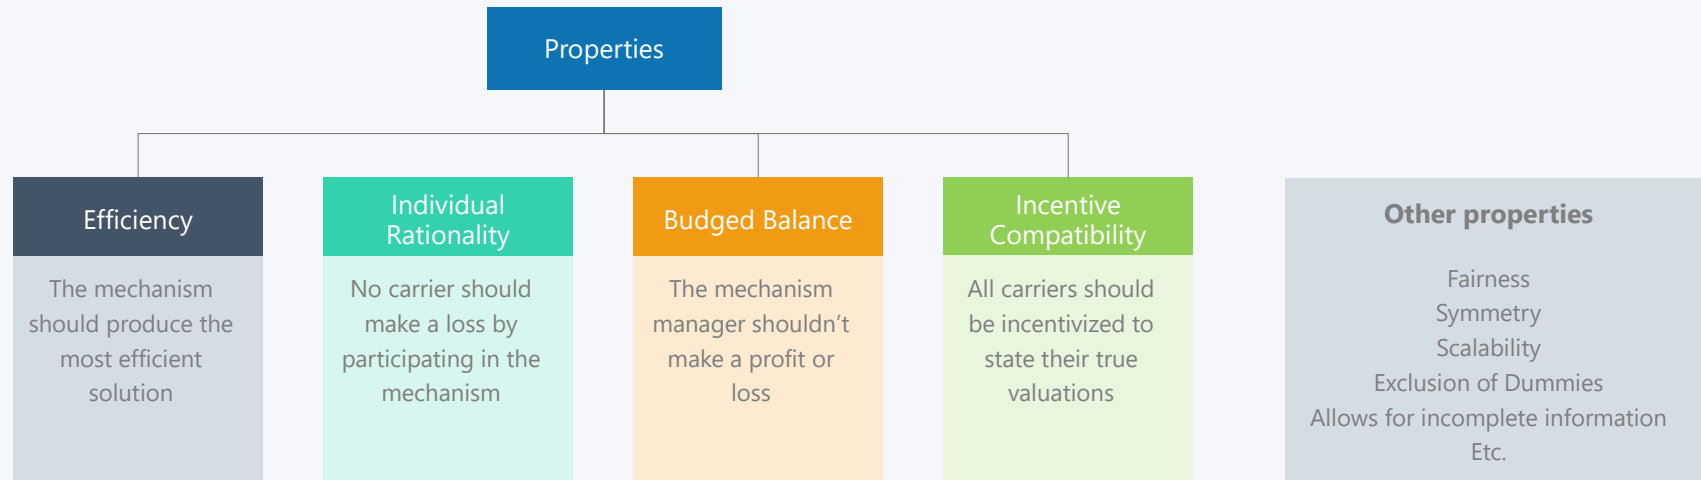 Properties
Efficiency
The mechanism
should produce the
most efficient
solution
Individual
Rationality
No carrier should
make a loss by
participating in the
mechanism
Budged Balance
The mechanism
manager shouldn’t
make a profit or
loss
Incentive
Compatibility
All carriers should
be incentivized to
state their true
valuations
Other properties
Fairness
Symmetry
Scalability
Exclusion of Dummies
Allows for incomplete information
Etc.